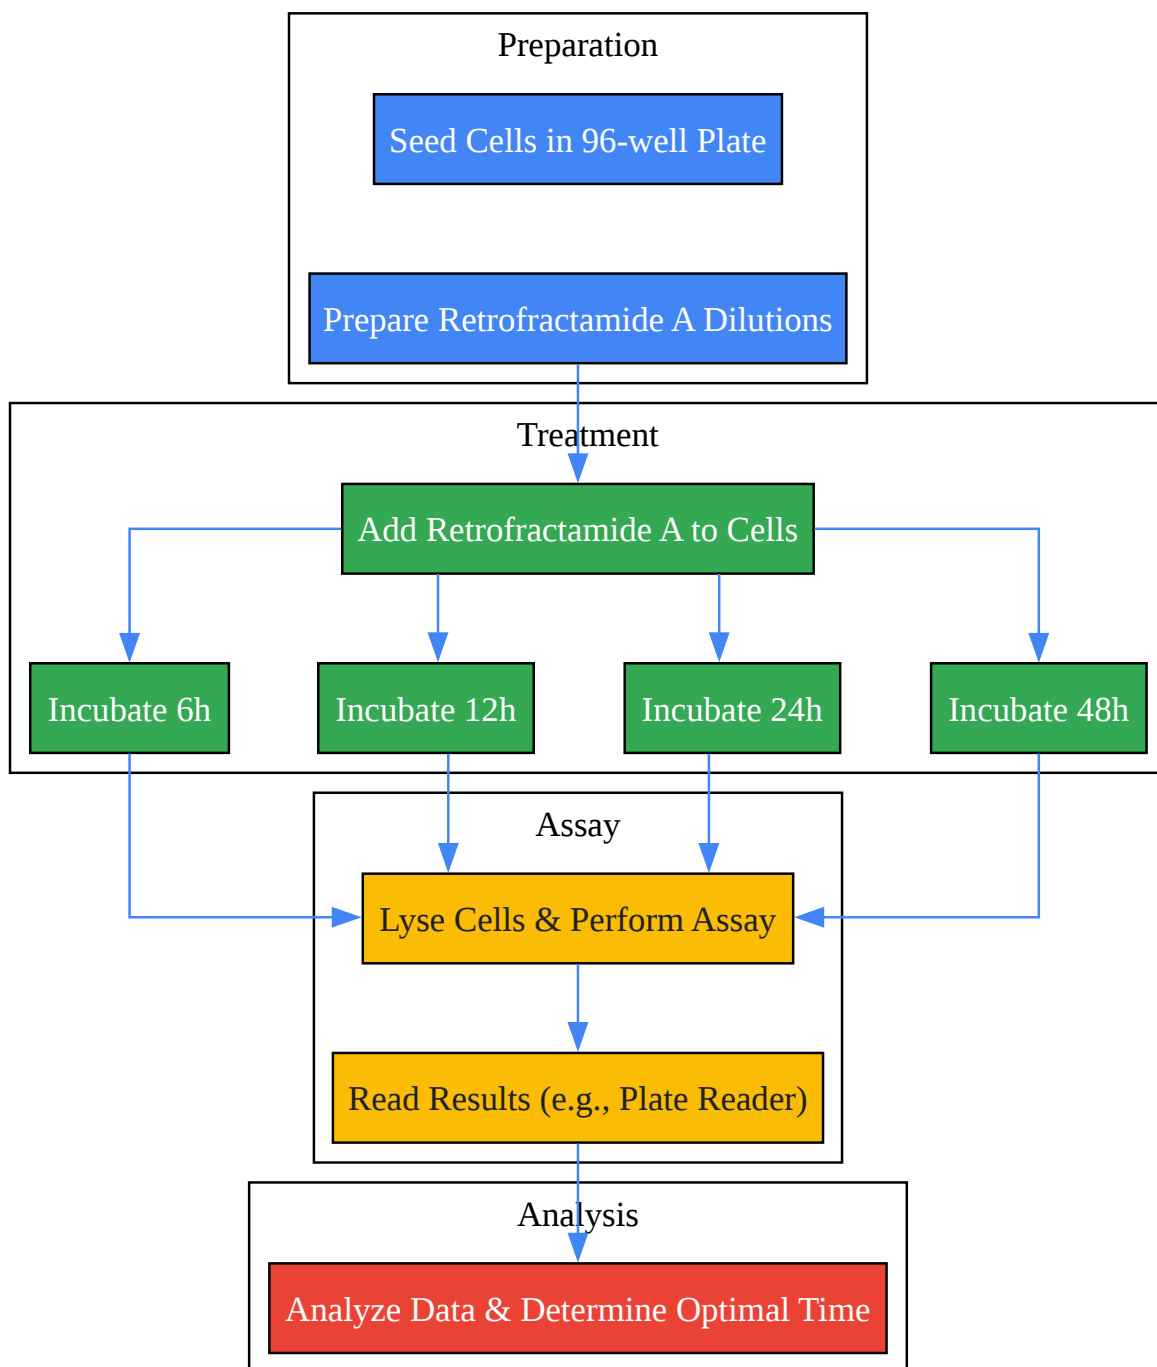 Preparation
Seed Cells in 96-well Plate
Prepare Retrofractamide A Dilutions
Treatment
Add Retrofractamide A to Cells
Incubate 6h
Incubate 12h
Incubate 24h
Incubate 48h
Assay
Lyse Cells & Perform Assay
Read Results (e.g., Plate Reader)
Analysis
Analyze Data & Determine Optimal Time